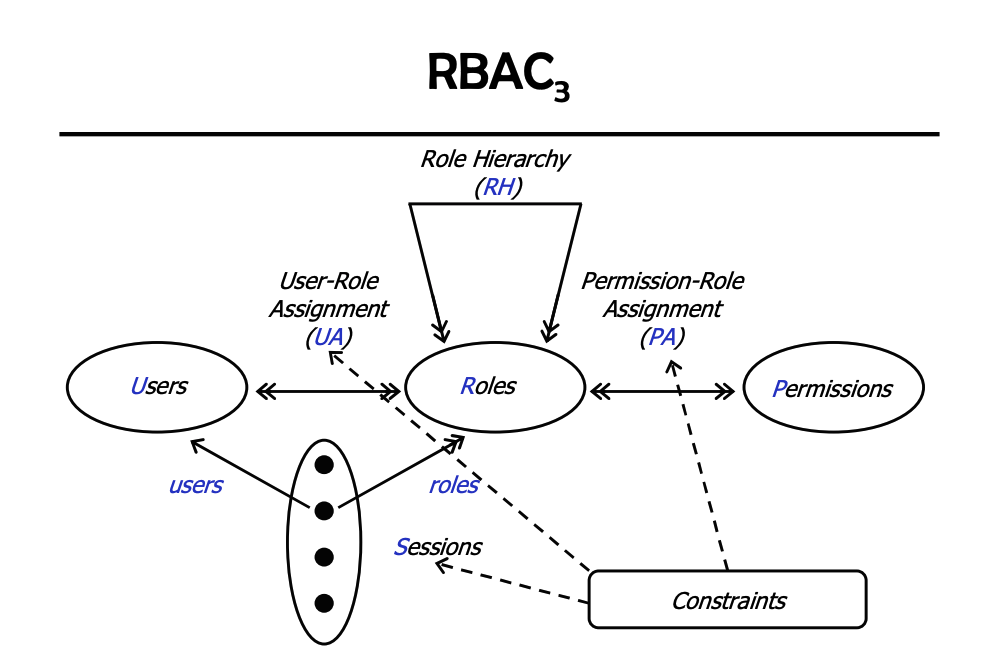 RBAC₃
Role Hierarchy
(RH)
User-Role
Assignment
(UA)
Permission-Role
Assignment
(PA)
Users
Roles
Permissions
users
roles
Sessions
Constraints